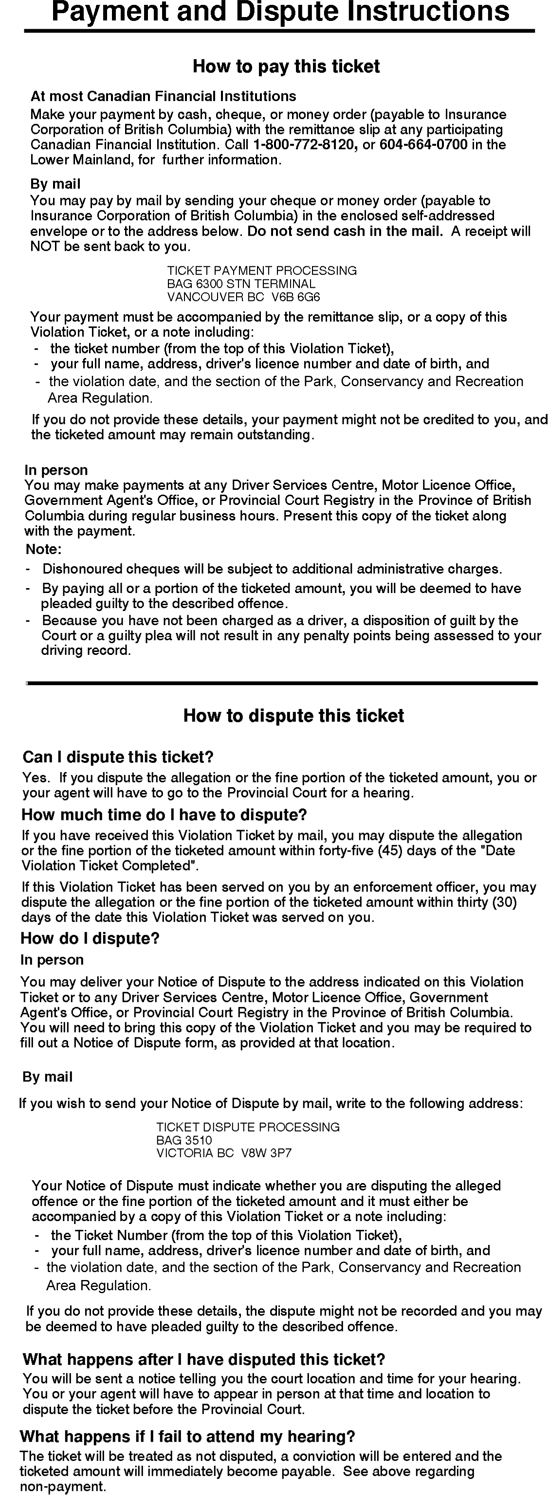 Payment and Dispute Instructions
How to pay this ticket
At most Canadian Financial Institutions
Make your payment by cash, cheque, or money order (payable to Insurance
Corporation of British Columbia) with the remittance slip at any participating
Canadian Financial Institution. Call 1-800-772-8120, or 604-664-0700 in the
Lower Mainland, for further information.
By mail
You may pay by mail by sending your cheque or money order (payable to
Insurance Corporation of British Columbia) in the enclosed self-addressed
envelope or to the address below. Do not send cash in the mail. A receipt will
NOT be sent back to you.
TICKET PAYMENT PROCESSING
BAG 6300 STN TERMINAL
VANCOUVER BC V6B 6G6
Your payment must be accompanied by the remittance slip, or a copy of this
Violation Ticket, or a note including:
- the ticket number (from the top of this Violation Ticket),
- your full name, address, driver's licence number and date of birth, and
- the violation date, and the section of the Park, Conservancy and Recreation
Area Regulation.
If you do not provide these details, your payment might not be credited to you, and
the ticketed amount may remain outstanding.
In person
You may make payments at any Driver Services Centre, Motor Licence Office,
Government Agent's Office, or Provincial Court Registry in the Province of British
Columbia during regular business hours. Present this copy of the ticket along
with the payment.
Note:
- Dishonoured cheques will be subject to additional administrative charges.
- By paying all or a portion of the ticketed amount, you will be deemed to have
pleaded guilty to the described offence.
- Because you have not been charged as a driver, a disposition of guilt by the
Court or a guilty plea will not result in any penalty points being assessed to your
driving record.
How to dispute this ticket
Can I dispute this ticket?
Yes. If you dispute the allegation or the fine portion of the ticketed amount, you or
your agent will have to go to the Provincial Court for a hearing.
How much time do I have to dispute?
If you have received this Violation Ticket by mail, you may dispute the allegation
or the fine portion of the ticketed amount within forty-five (45) days of the "Date
Violation Ticket Completed".
If this Violation Ticket has been served on you by an enforcement officer, you may
dispute the allegation or the fine portion of the ticketed amount within thirty (30)
days of the date this Violation Ticket was served on you.
How do I dispute?
In person
You may deliver your Notice of Dispute to the address indicated on this Violation
Ticket or to any Driver Services Centre, Motor Licence Office, Government
Agent's Office, or Provincial Court Registry in the Province of British Columbia.
You will need to bring this copy of the Violation Ticket and you may be required to
fill out a Notice of Dispute form, as provided at that location.
By mail
If you wish to send your Notice of Dispute by mail, write to the following address:
TICKET DISPUTE PROCESSING
BAG 3510
VICTORIA BC V8W 3P7
Your Notice of Dispute must indicate whether you are disputing the alleged
offence or the fine portion of the ticketed amount and it must either be
accompanied by a copy of this Violation Ticket or a note including:
- the Ticket Number (from the top of this Violation Ticket),
- your full name, address, driver's licence number and date of birth, and
- the violation date, and the section of the Park, Conservancy and Recreation
Area Regulation.
If you do not provide these details, the dispute might not be recorded and you may
be deemed to have pleaded guilty to the described offence.
What happens after I have disputed this ticket?
You will be sent a notice telling you the court location and time for your hearing.
You or your agent will have to appear in person at that time and location to
dispute the ticket before the Provincial Court.
What happens if I fail to attend my hearing?
The ticket will be treated as not disputed, a conviction will be entered and the
ticketed amount will immediately become payable. See above regarding
non-payment.